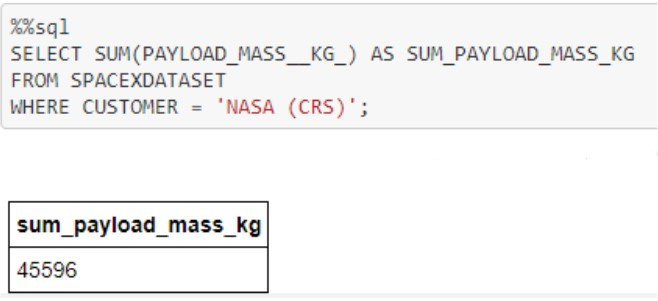 %%sql
SELECT SUM(PAYLOAD_MASS__KG_) AS SUM_PAYLOAD_MASS_KG
FROM SPACEXDATASET
WHERE CUSTOMER = 'NASA (CRS)';
sum_payload_mass_kg
45596